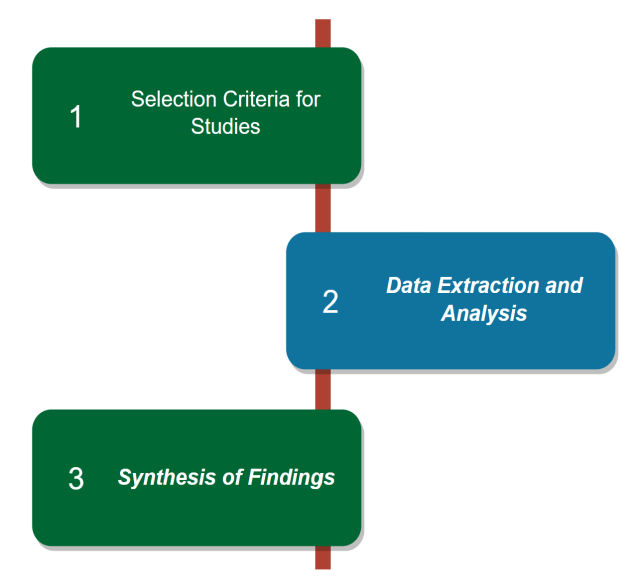 1
Selection Criteria for
Studies
2
Data Extraction and
Analysis
3
Synthesis of Findings